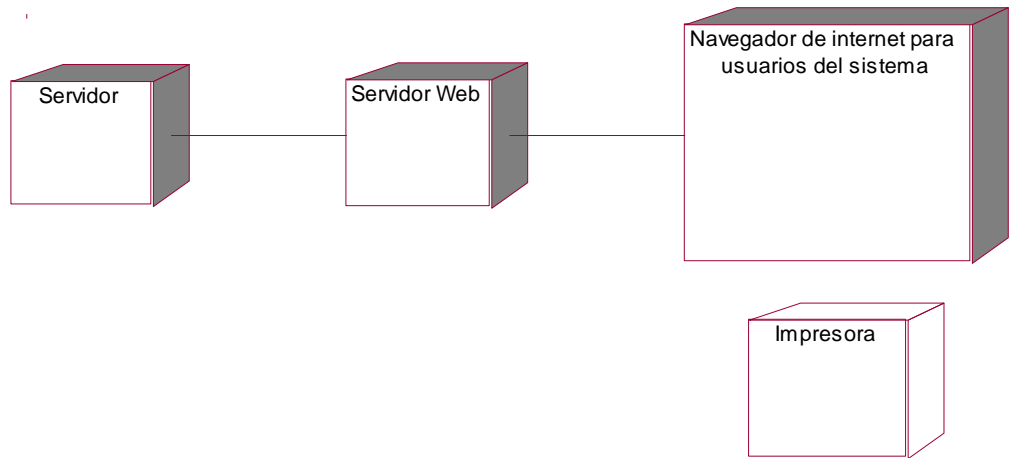 Servidor
Servidor Web
Navegador de internet para
usuarios del sistema
Impresora